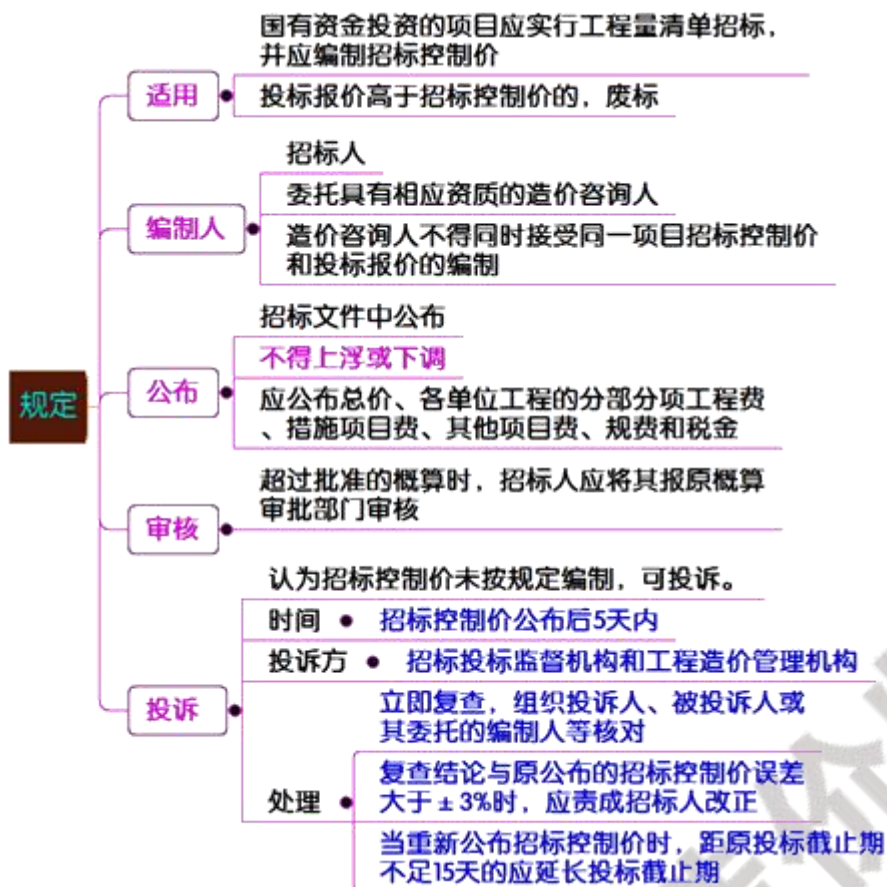 规定
适用
国有资金投资的项目应实行工程量清单招标，
并应编制招标控制价
投标报价高于招标控制价的，废标
编制人
招标人
委托具有相应资质的造价咨询人
造价咨询人不得同时接受同一项目招标控制价
和投标报价的编制
公布
招标文件中公布
不得上浮或下调
应公布总价、各单位工程的分部分项工程费
、措施项目费、其他项目费、规费和税金
审核
超过批准的概算时，招标人应将其报原概算
审批部门审核
投诉
认为招标控制价未按规定编制，可投诉。
时间
招标控制价公布后5天内
投诉方
招标投标监督机构和工程造价管理机构
处理
立即复查，组织投诉人、被投诉人或
其委托的编制人等核对
复查结论与原公布的招标控制价误差
大于±3%时，应责成招标人改正
当重新公布招标控制价时，距原投标截止期
不足15天的应延长投标截止期